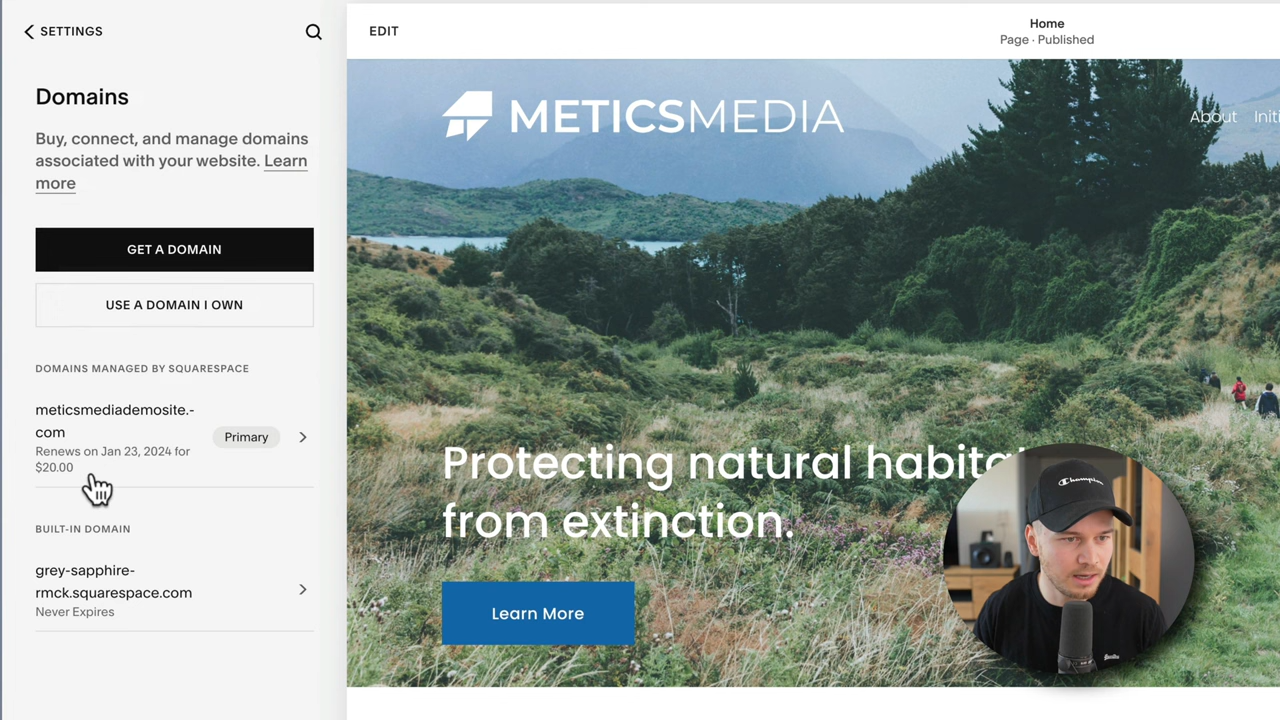 SETTINGS
EDIT
Home
Page · Published
Domains
Buy, connect, and manage domains
associated with your website. Learn
more
GET A DOMAIN
USE A DOMAIN I OWN
DOMAINS MANAGED BY SQUARESPACE
meticsmediademosite.-
com
Renews on Jan 23, 2024 for
$20.00
Primary
BUILT-IN DOMAIN
grey-sapphire-
rmck.squarespace.com
Never Expires
METICSMEDIA
About
Protecting natural
from extinction.
Learn More
Champion